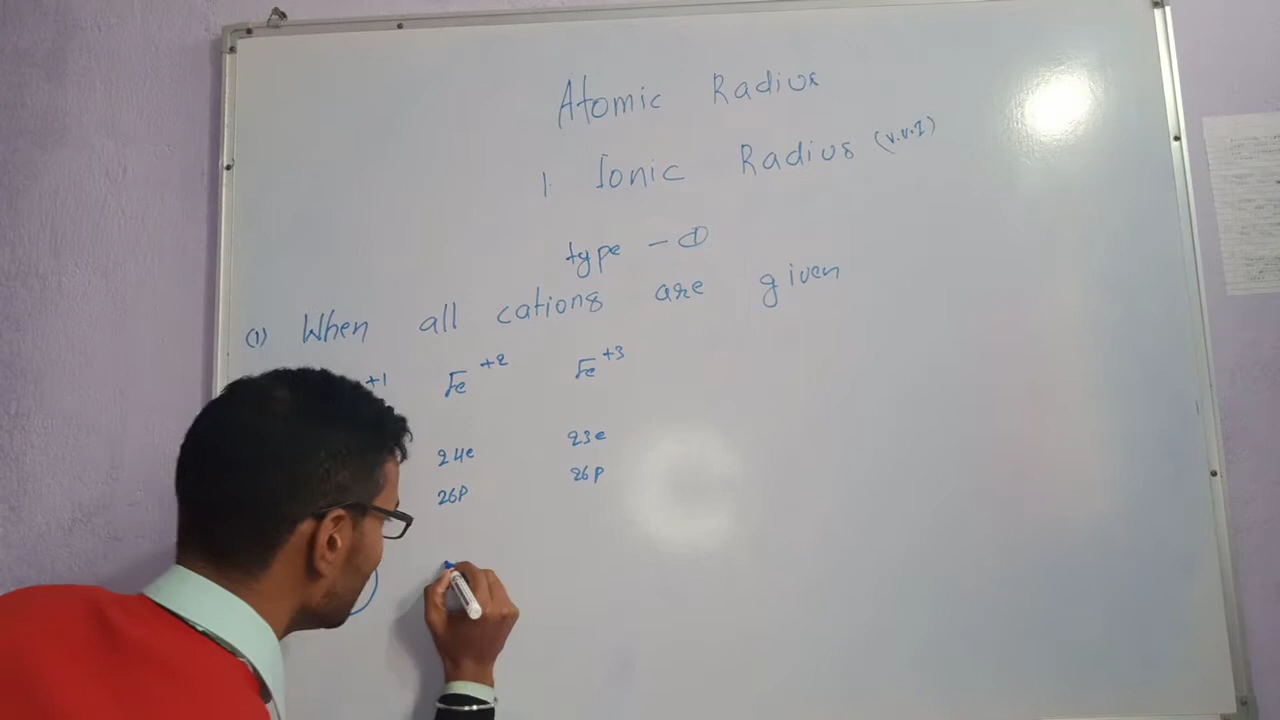 Atomic Radius
1. Ionic Radius (v.v.I)
type - ①
(1) When all cations are given
+1 Fe+2 Fe+3
24e 23e
26p 26p